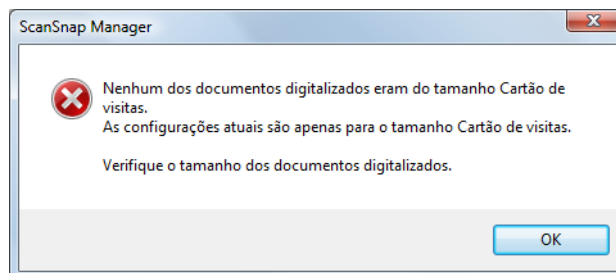 ScanSnap Manager
Nenhum dos documentos digitalizados eram do tamanho Cartão de
visitas.
As configurações atuais são apenas para o tamanho Cartão de visitas.
Verifique o tamanho dos documentos digitalizados.
OK